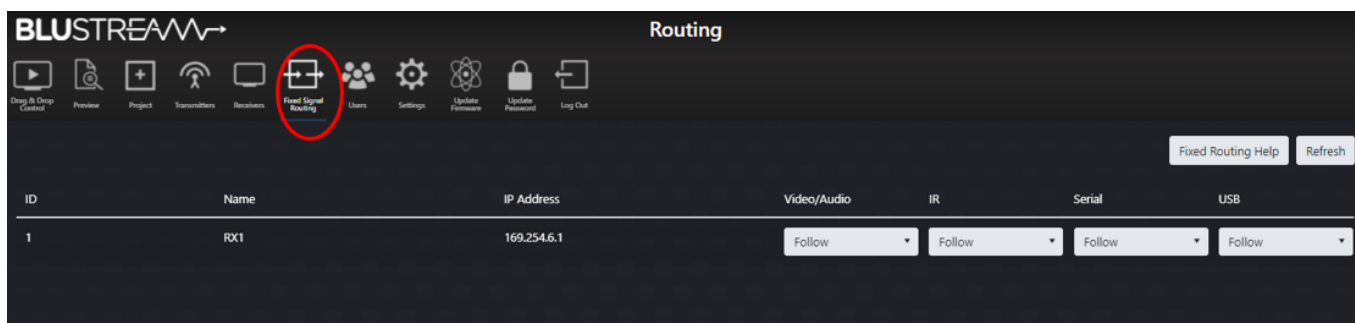 BLUSTREAM
Routing
Drag & Drop
Control
Preview
Project
Transmitters
Receivers
Fixed Signal
Routing
Users
Settings
Update
Firmware
Update
Password
Log Out
Fixed Routing Help
Refresh
ID Name IP Address Video/Audio IR Serial USB
1 RX1 169.254.6.1 Follow Follow Follow Follow